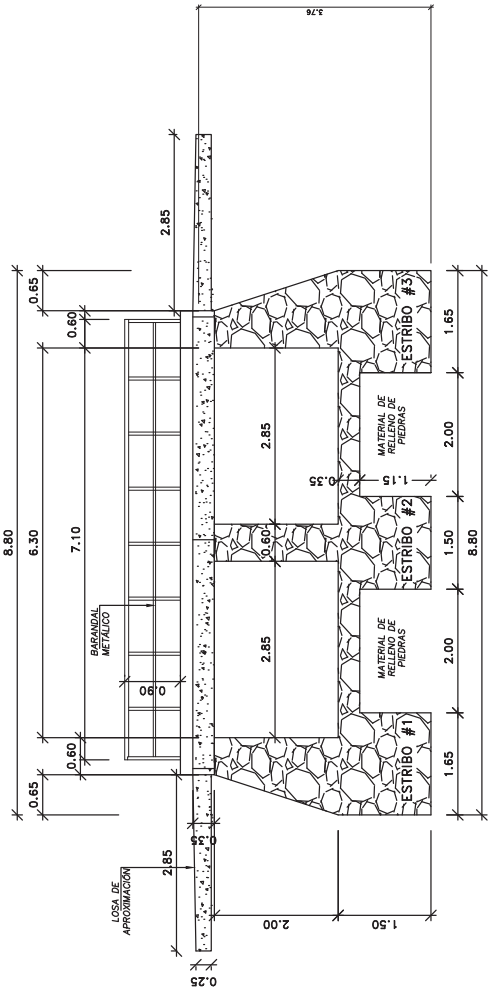 8.80
0.65
0.65
0.60
0.60
6.30
7.10
2.85
2.85
3.76
BARANDAL
METÁLICO
0.90
LOSA DE
APROXIMACIÓN
0.35
0.25
2.00
1.50
2.85
0.60
2.85
0.35
1.15
ESTRIBO #1
ESTRIBO #2
ESTRIBO #3
MATERIAL DE
RELLENO DE
PIEDRAS
MATERIAL DE
RELLENO DE
PIEDRAS
1.65
2.00
1.50
2.00
1.65
8.80